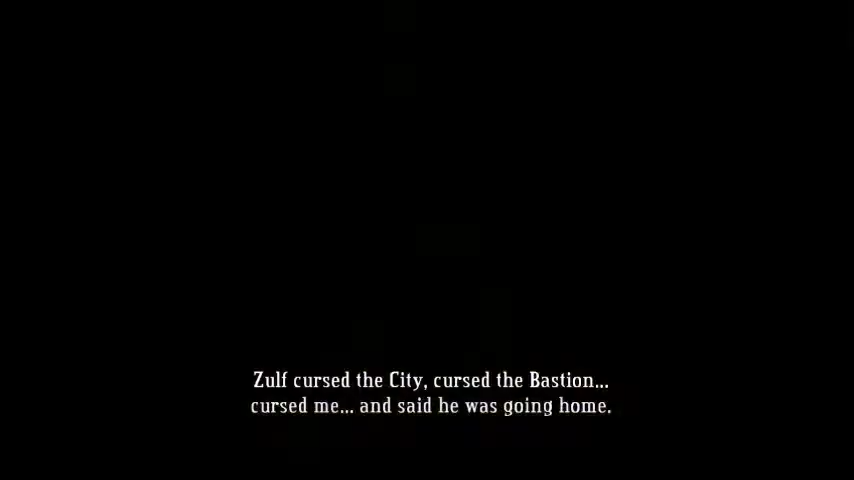 Zulf cursed the City, cursed the Bastion...
cursed me... and said he was going home.